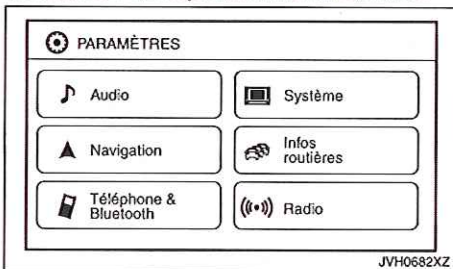 PARAMÈTRES
Audio
Système
Navigation
Infos
routières
Téléphone &
Bluetooth
Radio
JVH0682XZ